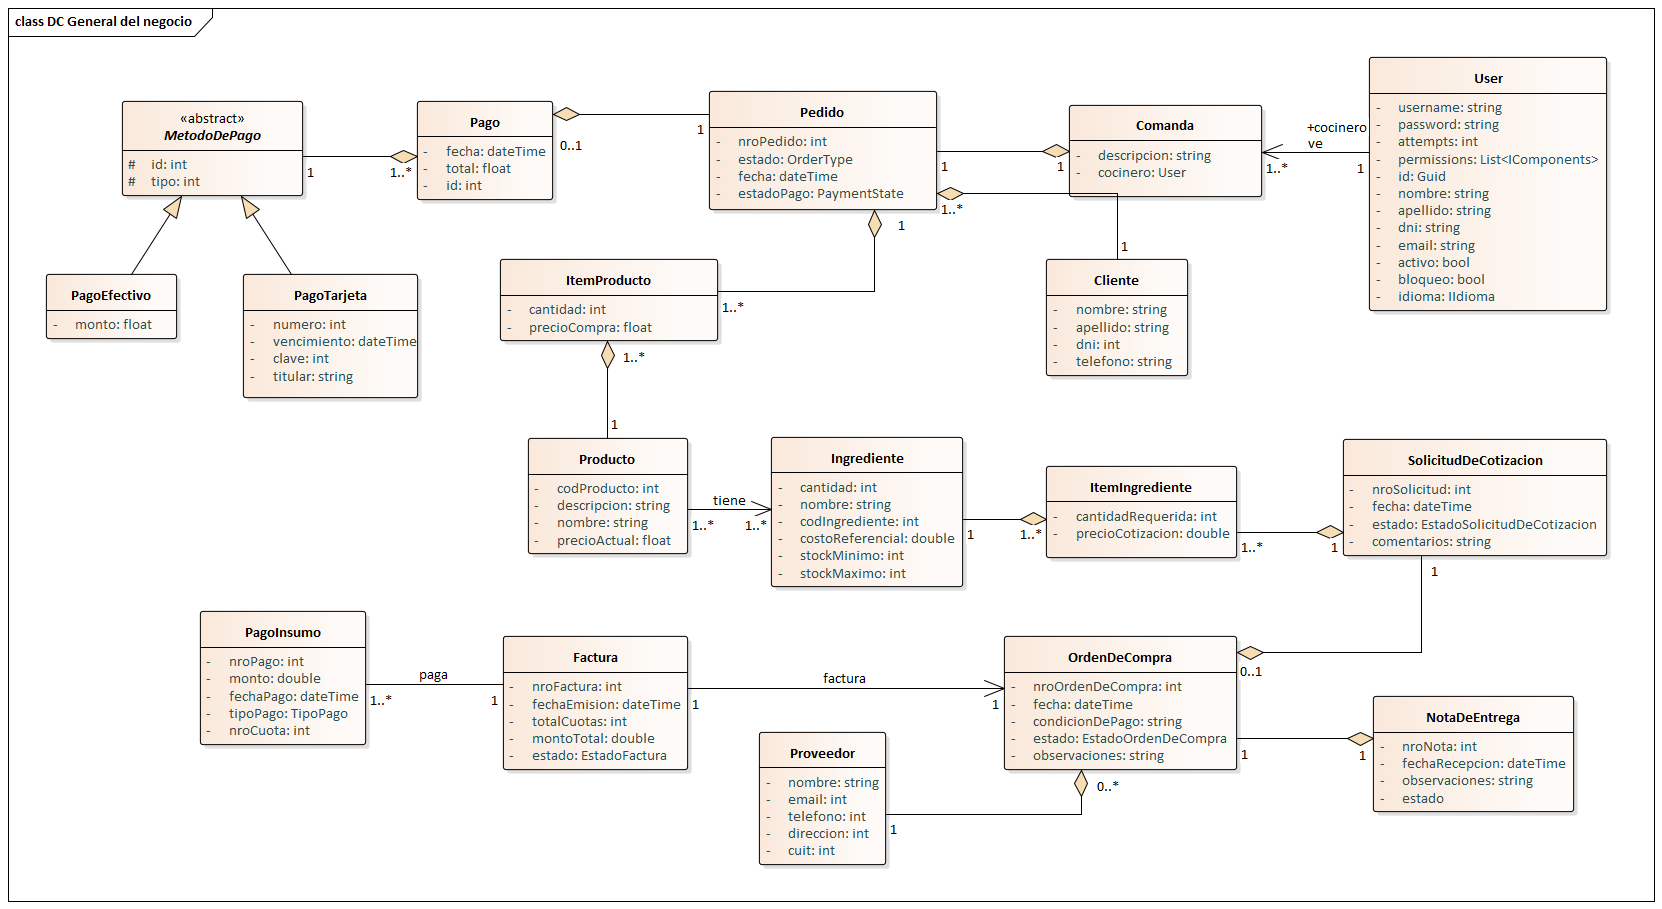 class DC General del negocio
«abstract»
MetodoDePago
# id: int
# tipo: int
1
1..*
Pago
- fecha: dateTime
- total: float
- id: int
0..1
1
Pedido
- nroPedido: int
- estado: OrderType
- fecha: dateTime
- estadoPago: PaymentState
1
1
1..*
1
Comanda
- descripcion: string
- cocinero: User
+cocinero
ve
1..*
1
User
- username: string
- password: string
- attempts: int
- permissions: List<IComponents>
- id: Guid
- nombre: string
- apellido: string
- dni: string
- email: string
- activo: bool
- bloqueo: bool
- idioma: IIdioma
PagoEfectivo
- monto: float
PagoTarjeta
- numero: int
- vencimiento: dateTime
- clave: int
- titular: string
ItemProducto
- cantidad: int
- precioCompra: float
1..*
1..*
1
1
Cliente
- nombre: string
- apellido: string
- dni: int
- telefono: string
Producto
- codProducto: int
- descripcion: string
- nombre: string
- precioActual: float
tiene
1..*
1..*
Ingrediente
- cantidad: int
- nombre: string
- codIngrediente: int
- costoReferencial: double
- stockMinimo: int
- stockMaximo: int
1
1..*
ItemIngrediente
- cantidadRequerida: int
- precioCotizacion: double
1..*
1
SolicitudDeCotizacion
- nroSolicitud: int
- fecha: dateTime
- estado: EstadoSolicitudDeCotizacion
- comentarios: string
1
PagoInsumo
- nroPago: int
- monto: double
- fechaPago: dateTime
- tipoPago: TipoPago
- nroCuota: int
paga
1..*
1
Factura
- nroFactura: int
- fechaEmision: dateTime
- totalCuotas: int
- montoTotal: double
- estado: EstadoFactura
factura
1
1
OrdenDeCompra
- nroOrdenDeCompra: int
- fecha: dateTime
- condicionDePago: string
- estado: EstadoOrdenDeCompra
- observaciones: string
0..1
1
1
0..*
NotaDeEntrega
- nroNota: int
- fechaRecepcion: dateTime
- observaciones: string
- estado
Proveedor
- nombre: string
- email: int
- telefono: int
- direccion: int
- cuit: int
1